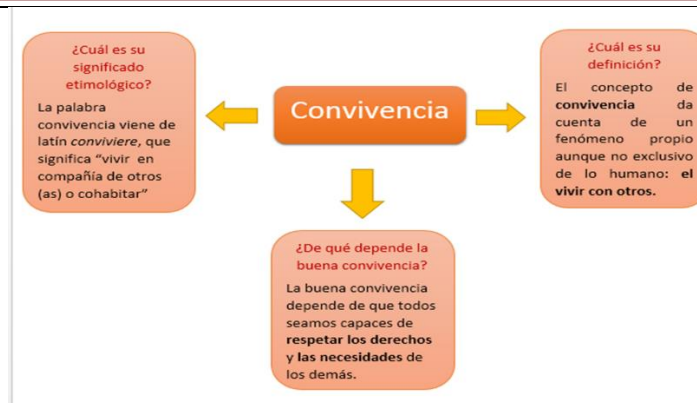 ¿Cuál es su
significado
etimológico?
La palabra
convivencia viene de
latín conviviere, que
significa “vivir en
compañía de otros
(as) o cohabitar”
Convivencia
¿Cuál es su
definición?
El concepto de
convivencia da
cuenta de un
fenómeno propio
aunque no exclusivo
de lo humano: el
vivir con otros.
¿De qué depende la
buena convivencia?
La buena convivencia
depende de que todos
seamos capaces de
respetar los derechos
y las necesidades de
los demás.